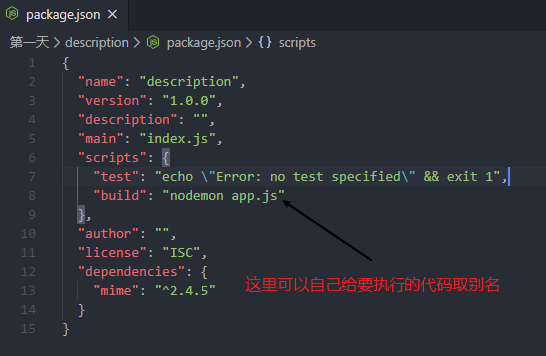 package.json
第一天 > description > package.json > {} scripts
1 {
2 "name": "description",
3 "version": "1.0.0",
4 "description": "",
5 "main": "index.js",
6 "scripts": {
7 "test": "echo \"Error: no test specified\" && exit 1",
8 "build": "nodemon app.js"
9 },
10 "author": "",
11 "license": "ISC",
12 "dependencies": {
13 "mime": "^2.4.5"
这里可以自己给要执行的代码取别名
14 }
15 }